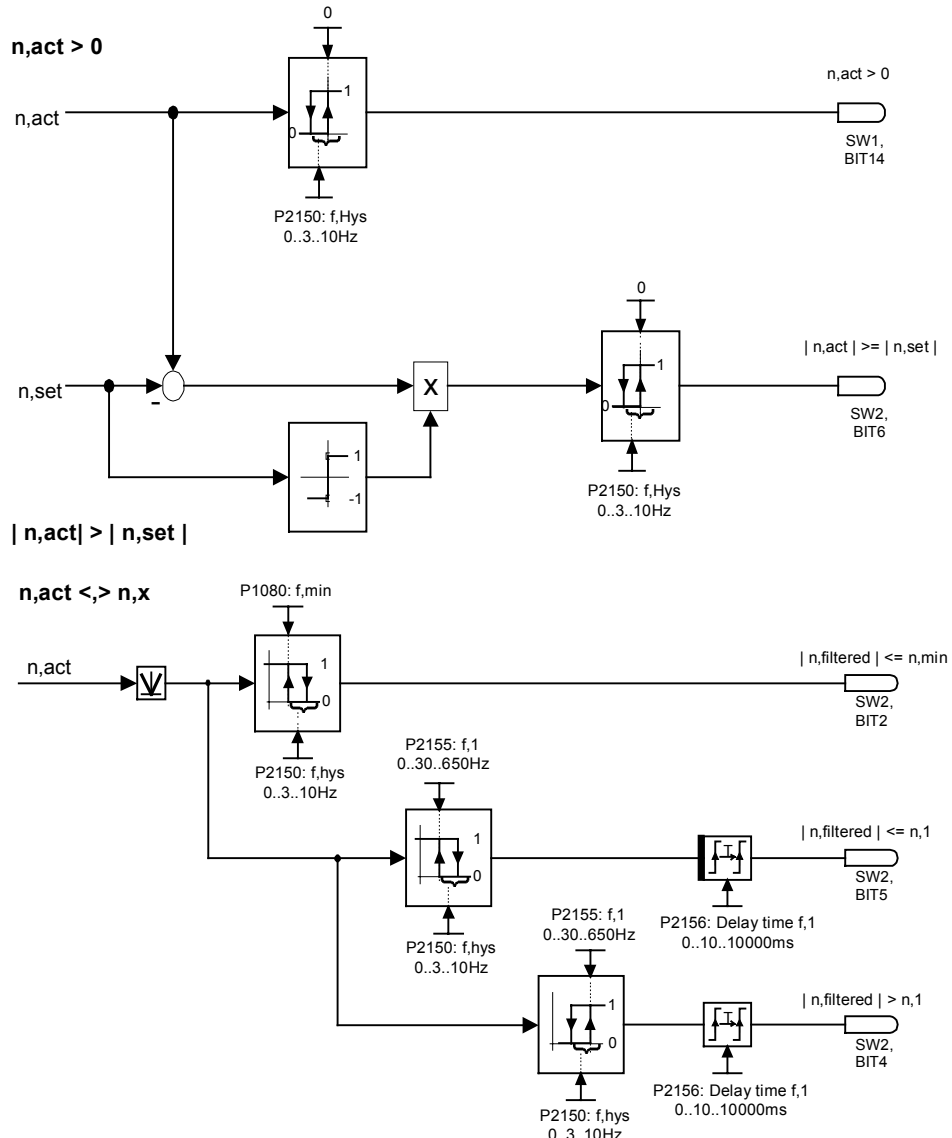 0
n,act > 0
n,act > 0
n,act
1
0
SW1,
BIT14
P2150: f,Hys
0..3..10Hz
0
| n,act | >= | n,set |
n,set
-
X
1
0
SW2,
BIT6
1
-1
P2150: f,Hys
0..3..10Hz
| n,act| > | n,set |
n,act <,> n,x
P1080: f,min
n,act
1
0
| n,filtered | <= n,min
SW2,
BIT2
P2150: f,hys
0..3..10Hz
P2155: f,1
0..30..650Hz
1
0
T
| n,filtered | <= n,1
SW2,
BIT5
P2150: f,hys
0..3..10Hz
P2156: Delay time f,1
0..10..10000ms
P2155: f,1
0..30..650Hz
1
0
T
| n,filtered | > n,1
SW2,
BIT4
P2150: f,hys
0..3..10Hz
P2156: Delay time f,1
0..10..10000ms